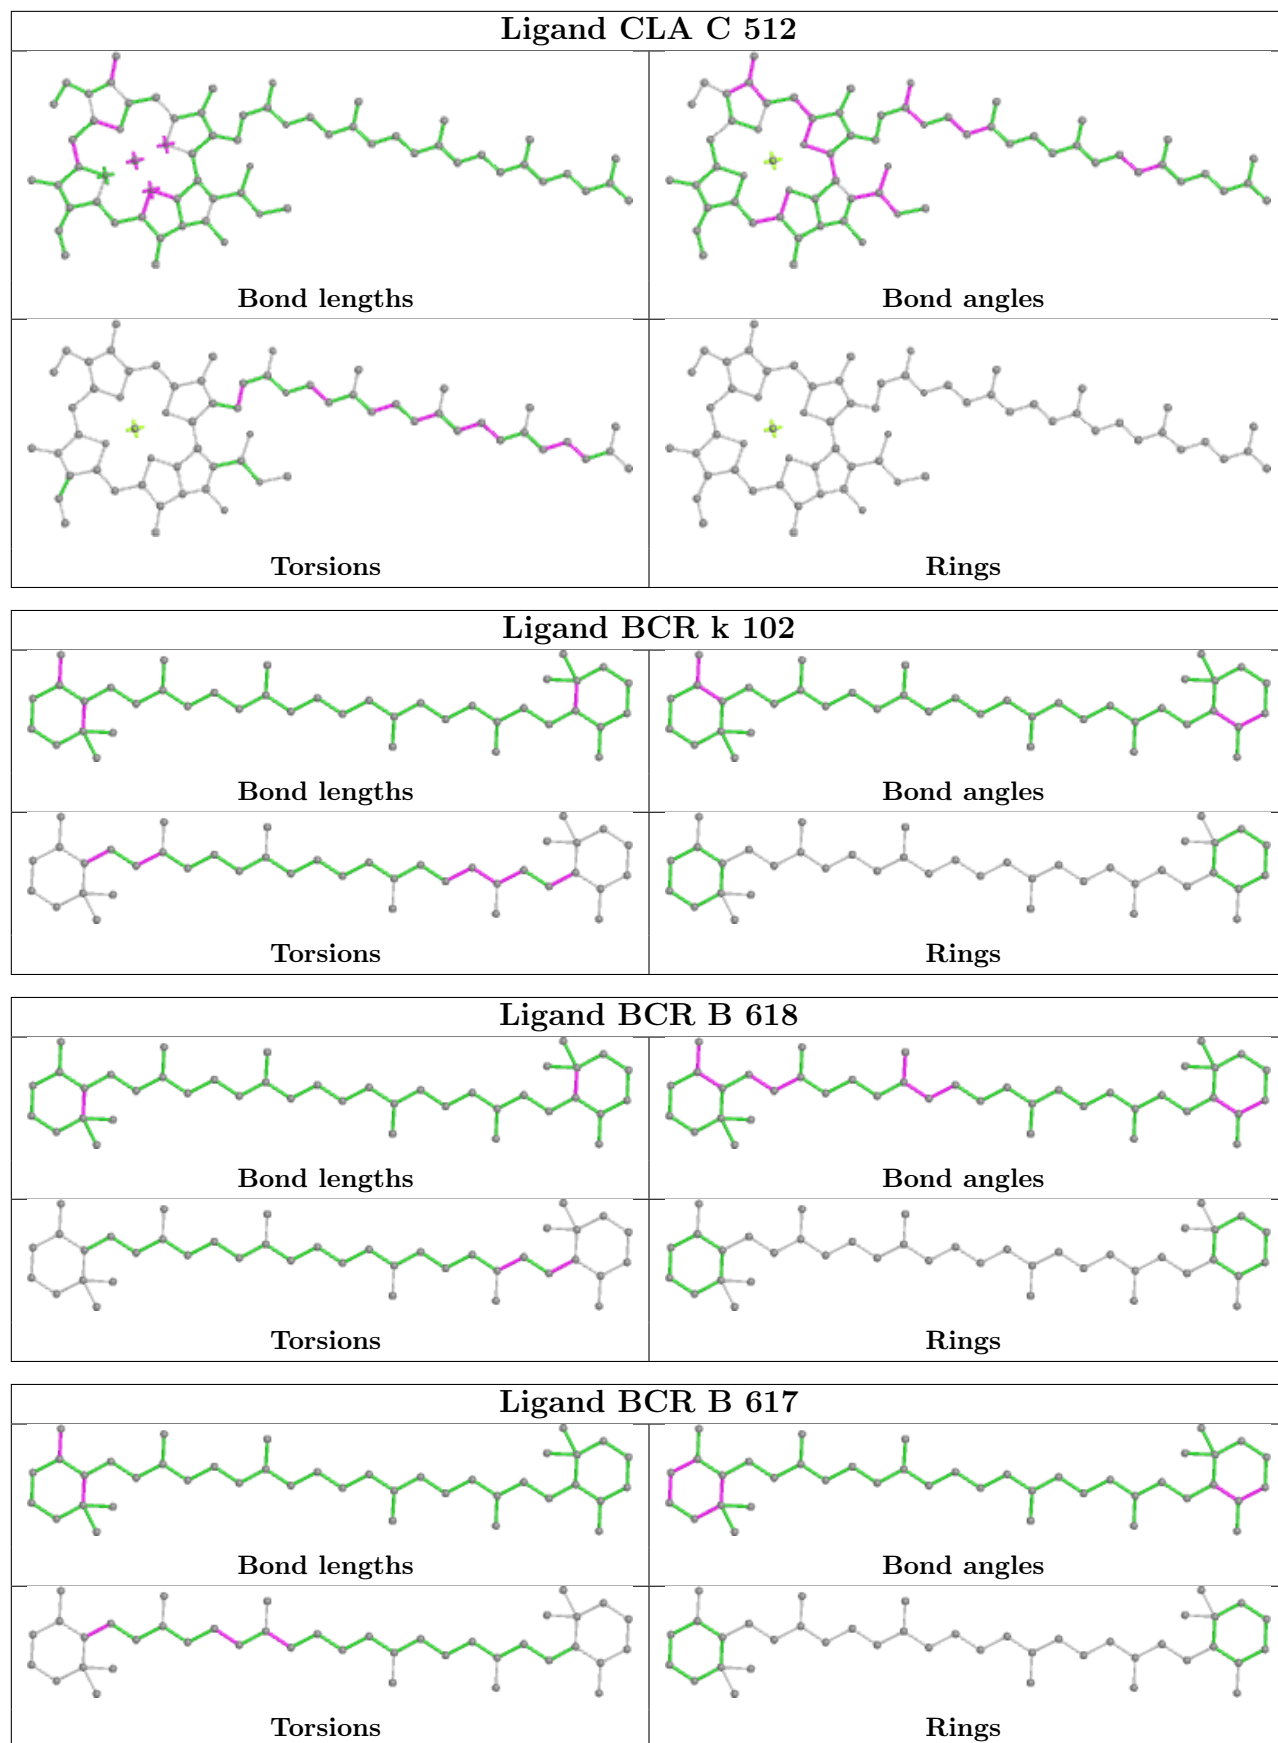 Ligand CLA C 512
Bond lengths
Bond angles
Torsions
Rings
Ligand BCR k 102
Bond lengths
Bond angles
Torsions
Rings
Ligand BCR B 618
Bond lengths
Bond angles
Torsions
Rings
Ligand BCR B 617
Bond lengths
Bond angles
Torsions
Rings